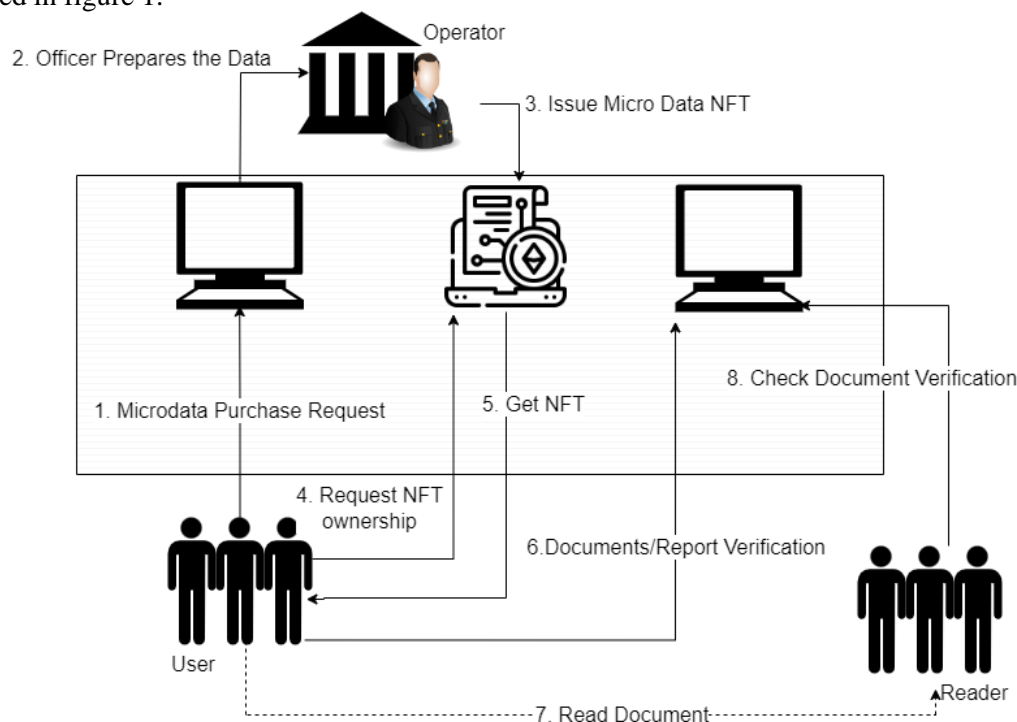 ed in figure 1.
Operator
2. Officer Prepares the Data
3. Issue Micro Data NFT
8. Check Document Verification
1. Microdata Purchase Request
5. Get NFT
4. Request NFT
ownership
6.Documents/Report Verification
User
Reader
7. Read Document